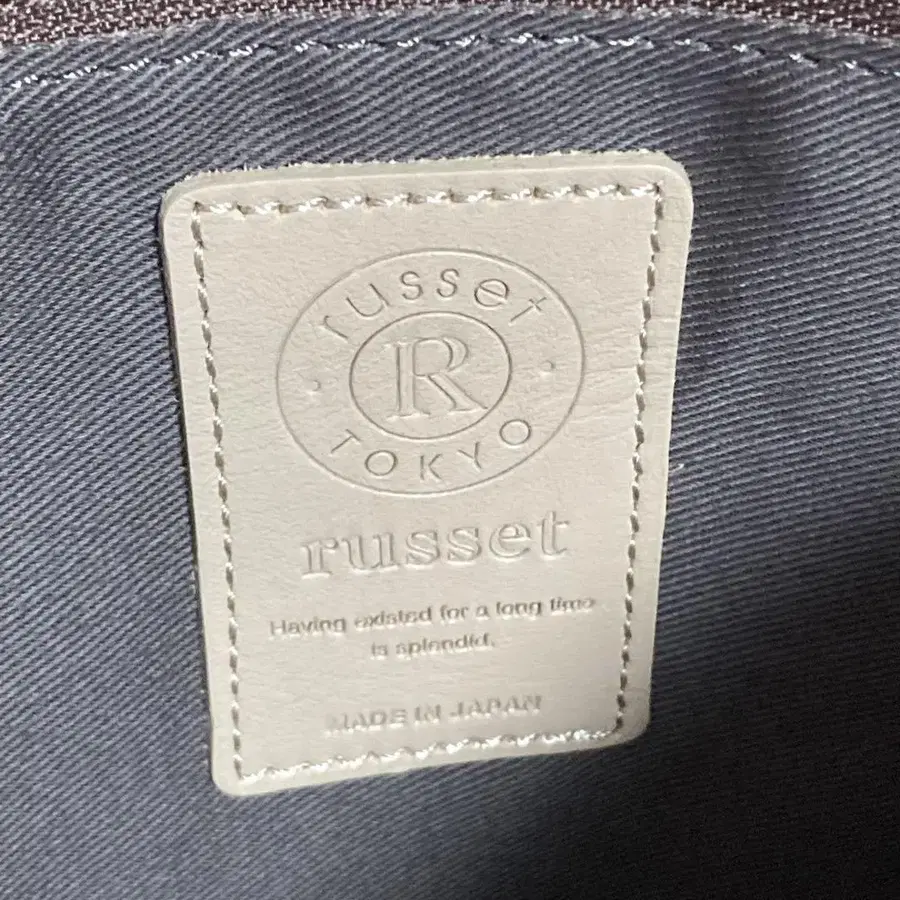 russet
R
TOKYO
russet
Having existed for a long time
is splendid.
MADE IN JAPAN